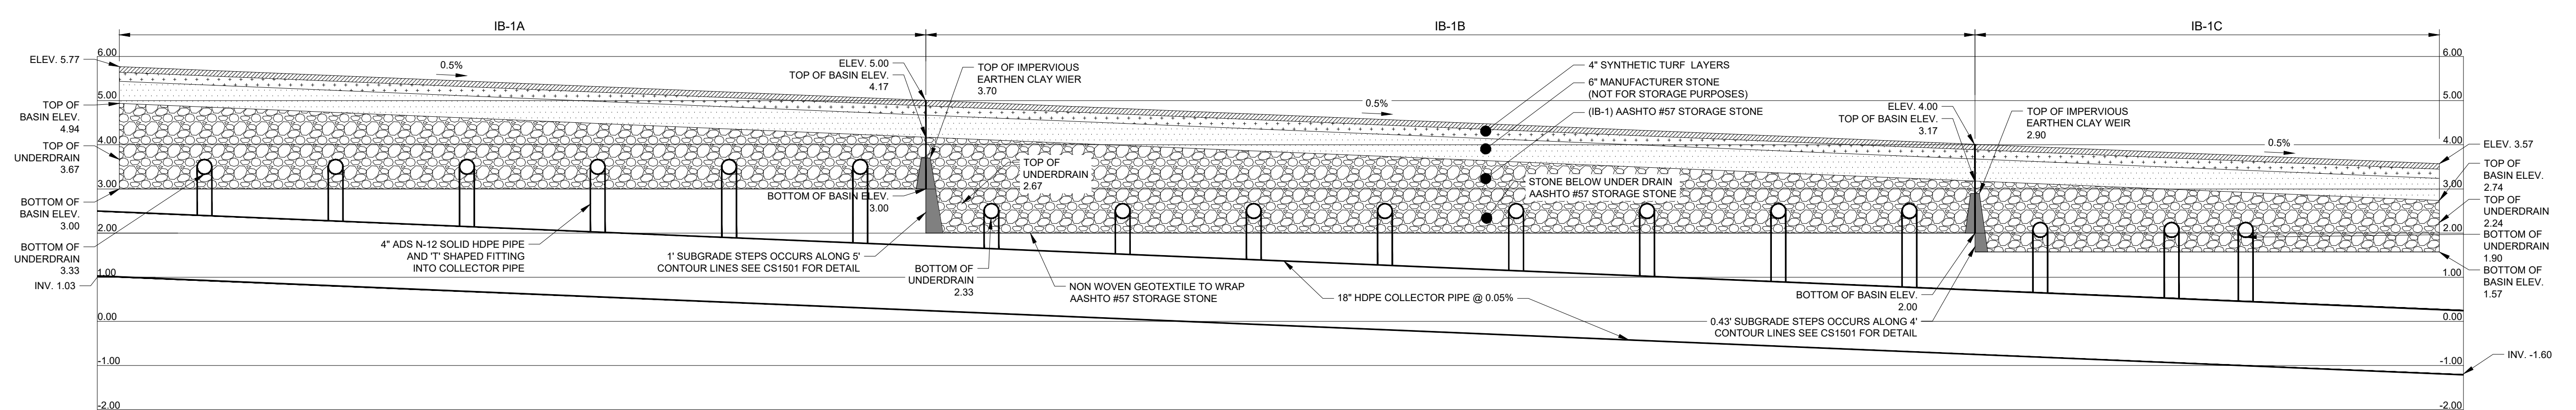 IB-1A
IB-1B
IB-1C
6.00
5.00
4.00
3.00
2.00
1.00
0.00
-1.00
-2.00
ELEV. 5.77
TOP OF
BASIN ELEV.
4.94
TOP OF
UNDERDRAIN
3.67
BOTTOM OF
BASIN ELEV.
3.00
BOTTOM OF
UNDERDRAIN
3.33
INV. 1.03
0.5%
4" ADS N-12 SOLID HDPE PIPE
AND 'T' SHAPED FITTING
INTO COLLECTOR PIPE
ELEV. 5.00
TOP OF BASIN ELEV.
4.17
TOP OF IMPERVIOUS
EARTHEN CLAY WIER
3.70
BOTTOM OF BASIN ELEV.
3.00
1' SUBGRADE STEPS OCCURS ALONG 5'
CONTOUR LINES SEE CS1501 FOR DETAIL
TOP OF
UNDERDRAIN
2.67
BOTTOM OF
UNDERDRAIN
2.33
NON WOVEN GEOTEXTILE TO WRAP
AASHTO #57 STORAGE STONE
18" HDPE COLLECTOR PIPE @ 0.05%
0.5%
4" SYNTHETIC TURF LAYERS
6" MANUFACTURER STONE
(NOT FOR STORAGE PURPOSES)
(IB-1) AASHTO #57 STORAGE STONE
STONE BELOW UNDER DRAIN
AASHTO #57 STORAGE STONE
ELEV. 4.00
TOP OF BASIN ELEV.
3.17
TOP OF IMPERVIOUS
EARTHEN CLAY WEIR
2.90
BOTTOM OF BASIN ELEV.
2.00
0.43' SUBGRADE STEPS OCCURS ALONG 4'
CONTOUR LINES SEE CS1501 FOR DETAIL
0.5%
6.00
5.00
4.00
3.00
2.00
1.00
0.00
-1.00
-2.00
ELEV. 3.57
TOP OF
BASIN ELEV.
2.74
TOP OF
UNDERDRAIN
2.24
BOTTOM OF
UNDERDRAIN
1.90
BOTTOM OF
BASIN ELEV.
1.57
INV. -1.60